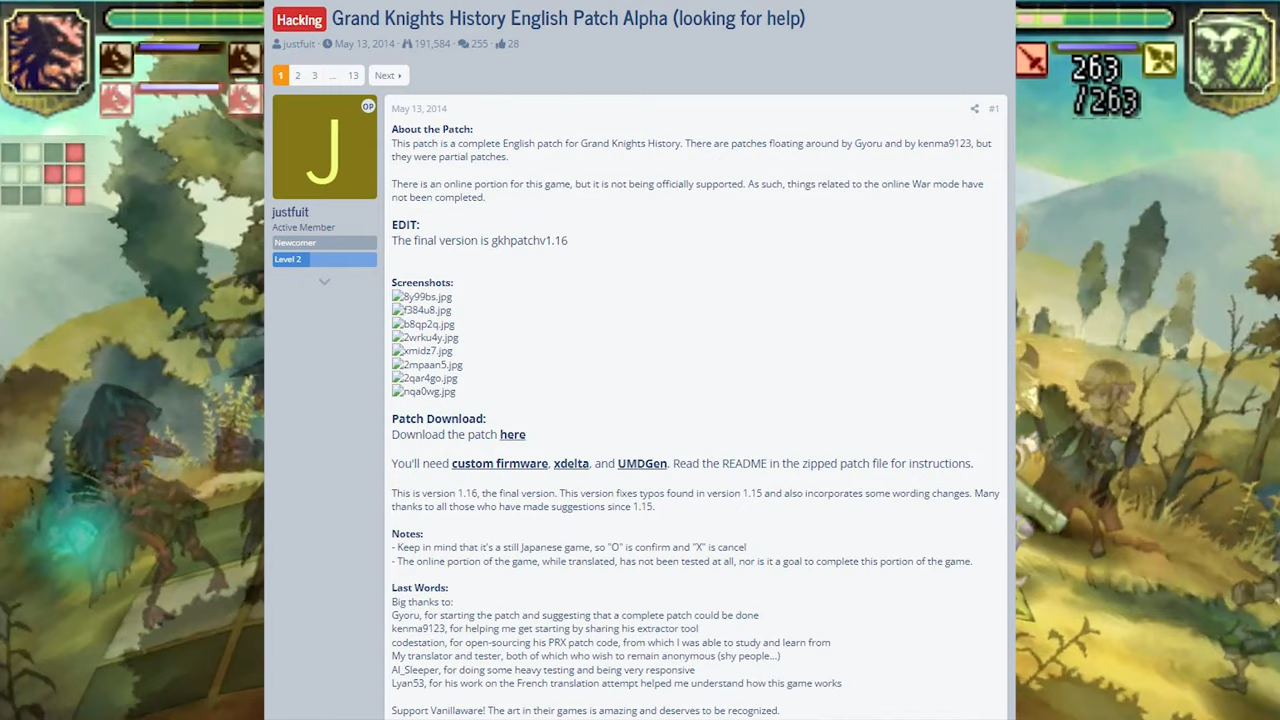 Hacking Grand Knights History English Patch Alpha (looking for help)
justfuit · May 13, 2014 · 191,584 · 255 · 28
1 2 3 ... 13 Next
263
/263
J
OP
justfuit
Active Member
Newcomer
Level 2
May 13, 2014 #1
About the Patch:
This patch is a complete English patch for Grand Knights History. There are patches floating around by Gyoru and by kenma9123, but
they were partial patches.
There is an online portion for this game, but it is not being officially supported. As such, things related to the online War mode have
not been completed.
EDIT:
The final version is gkhpatchv1.16
Screenshots:
8y99bs.jpg
f384u8.jpg
b8qp2q.jpg
2wrku4y.jpg
xmidz7.jpg
2mpaan5.jpg
2qar4go.jpg
nqa0wg.jpg
Patch Download:
Download the patch here
You'll need custom firmware, xdelta, and UMDGen. Read the README in the zipped patch file for instructions.
This is version 1.16, the final version. This version fixes typos found in version 1.15 and also incorporates some wording changes. Many
thanks to all those who have made suggestions since 1.15.
Notes:
- Keep in mind that it's a still Japanese game, so "O" is confirm and "X" is cancel
- The online portion of the game, while translated, has not been tested at all, nor is it a goal to complete this portion of the game.
Last Words:
Big thanks to:
Gyoru, for starting the patch and suggesting that a complete patch could be done
kenma9123, for helping me get starting by sharing his extractor tool
codestation, for open-sourcing his PRX patch code, from which I was able to study and learn from
My translator and tester, both of which who wish to remain anonymous (shy people...)
Al_Sleeper, for doing some heavy testing and being very responsive
Lyan53, for his work on the French translation attempt helped me understand how this game works
Support Vanillaware! The art in their games is amazing and deserves to be recognized.